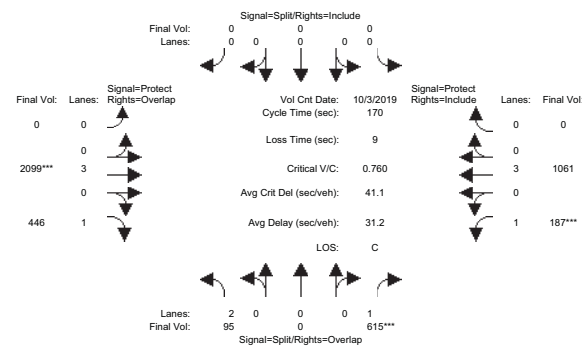 Signal=Split/Rights=Include
Final Vol: 0 0 0
Lanes: 0 0 0 0 0
Signal=Protect
Final Vol: Lanes: Rights=Overlap
Vol Cnt Date: 10/3/2019
Signal=Protect
Rights=Include Lanes: Final Vol:
Cycle Time (sec): 170
0 0
0 0
Loss Time (sec): 9
0 0
2099*** 3
Critical V/C: 0.760
3 1061
0
Avg Crit Del (sec/veh): 41.1
0
446 1
Avg Delay (sec/veh): 31.2
1 187***
LOS: C
Lanes: 2 0 0 0 1
Final Vol: 95 0 615***
Signal=Split/Rights=Overlap